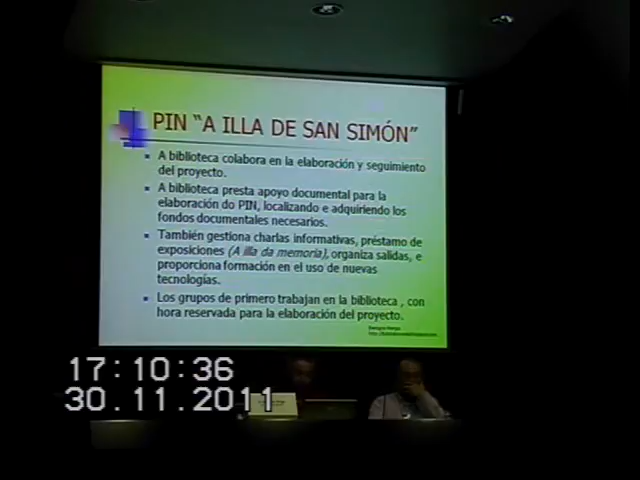 PIN “A ILLA DE SAN SIMÓN”
A biblioteca colabora en la elaboración y seguimiento
del proyecto.
A biblioteca presta apoyo documental para la
elaboración do PIN, localizando e adquiriendo los
fondos documentales necesarios.
También gestiona charlas informativas, préstamo de
exposiciones (A illa da memoria), organiza salidas, e
proporciona formación en el uso de nuevas
tecnologías.
Los grupos de primero trabajan en la biblioteca , con
hora reservada para la elaboración del proyecto.
17:10:36
30.11.2011